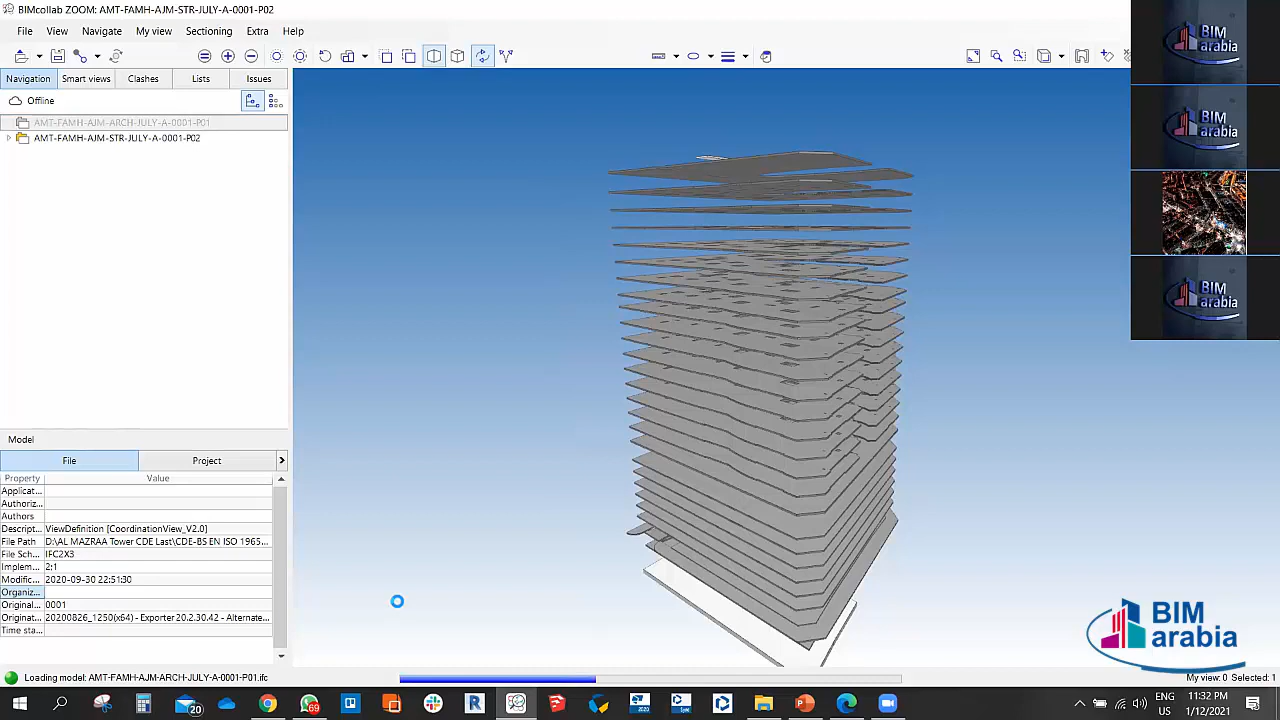 BIMcollab ZOOM: AMT-FAMH-AJM-STR-JULY-A-0001-P02
File View Navigate My view Sectioning Extra Help
Navigation Smart views Clashes Lists Issues
Offline
AMT-FAMH-AJM-ARCH-JULY-A-0001-P01
AMT-FAMH-AJM-STR-JULY-A-0001-P02
BIM
arabia
BIM
arabia
BIM
arabia
Model
File Project
Property Value
Applicat...
Authoriz...
Authors
Descript... ViewDefinition [CoordinationView_V2.0]
File Path D:\AL MAZRAA Tower CDE Last\CDE-BS EN ISO 1965...
File Sch... IFC2X3
Implem... 2;1
Modific... 2020-09-30 22:51:30
Organiz...
Original... 0001
Original... 20200826_1250(x64) - Exporter 20.2.30.42 - Alternate...
Time sta...
BIM
arabia
Loading model: AMT-FAMH-AJM-ARCH-JULY-A-0001-P01.ifc
My view: 0 Selected: 1
20
69
2020
ENG
US
11:32 PM
1/12/2021